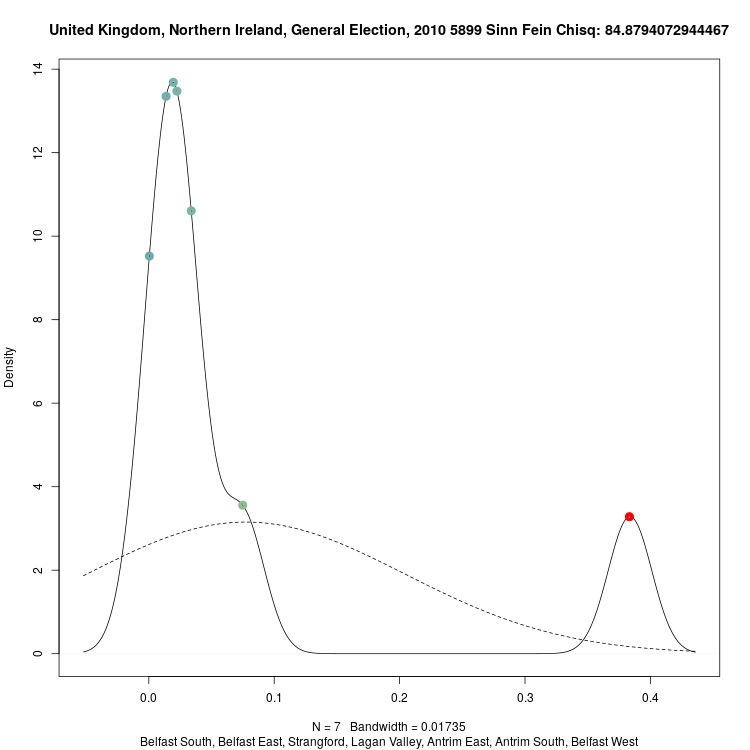 United Kingdom, Northern Ireland, General Election, 2010 5899 Sinn Fein Chisq: 84.8794072944467
14
12
10
8
6
4
2
0
Density
0.0 0.1 0.2 0.3 0.4
N = 7 Bandwidth = 0.01735
Belfast South, Belfast East, Strangford, Lagan Valley, Antrim East, Antrim South, Belfast West